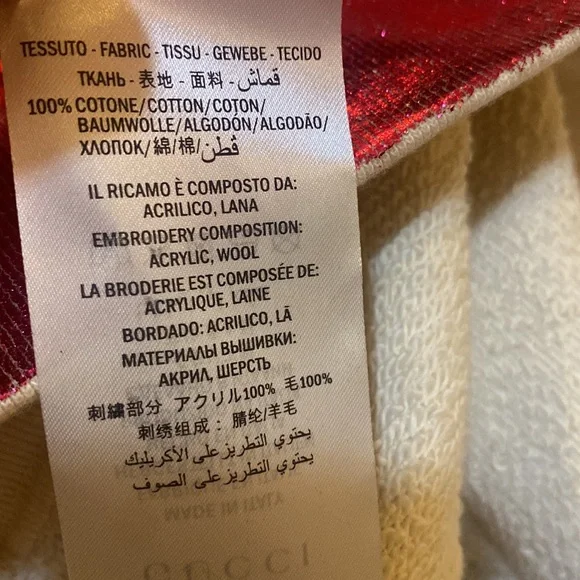 TESSUTO - FABRIC - TISSU - GEWEBE - TECIDO
ТКАНЬ - 表地 - 面料 - قماش
100% COTONE/COTTON/COTON/
BAUMWOLLE/ALGODÓN/ALGODÃO/
ХЛОПОК/綿/棉/قطن
IL RICAMO È COMPOSTO DA:
ACRILICO, LANA
EMBROIDERY COMPOSITION:
ACRYLIC, WOOL
LA BRODERIE EST COMPOSÉE DE:
ACRYLIQUE, LAINE
BORDADO: ACRILICO, LÃ
МАТЕРИАЛЫ ВЫШИВКИ:
АКРИЛ, ШЕРСТЬ
刺繍部分 アクリル100% 毛100%
刺绣组成：腈纶/羊毛
يحتوي التطريز على الأكريليك
يحتوي التطريز على الصوف
MADE IN ITALY
GUCCI